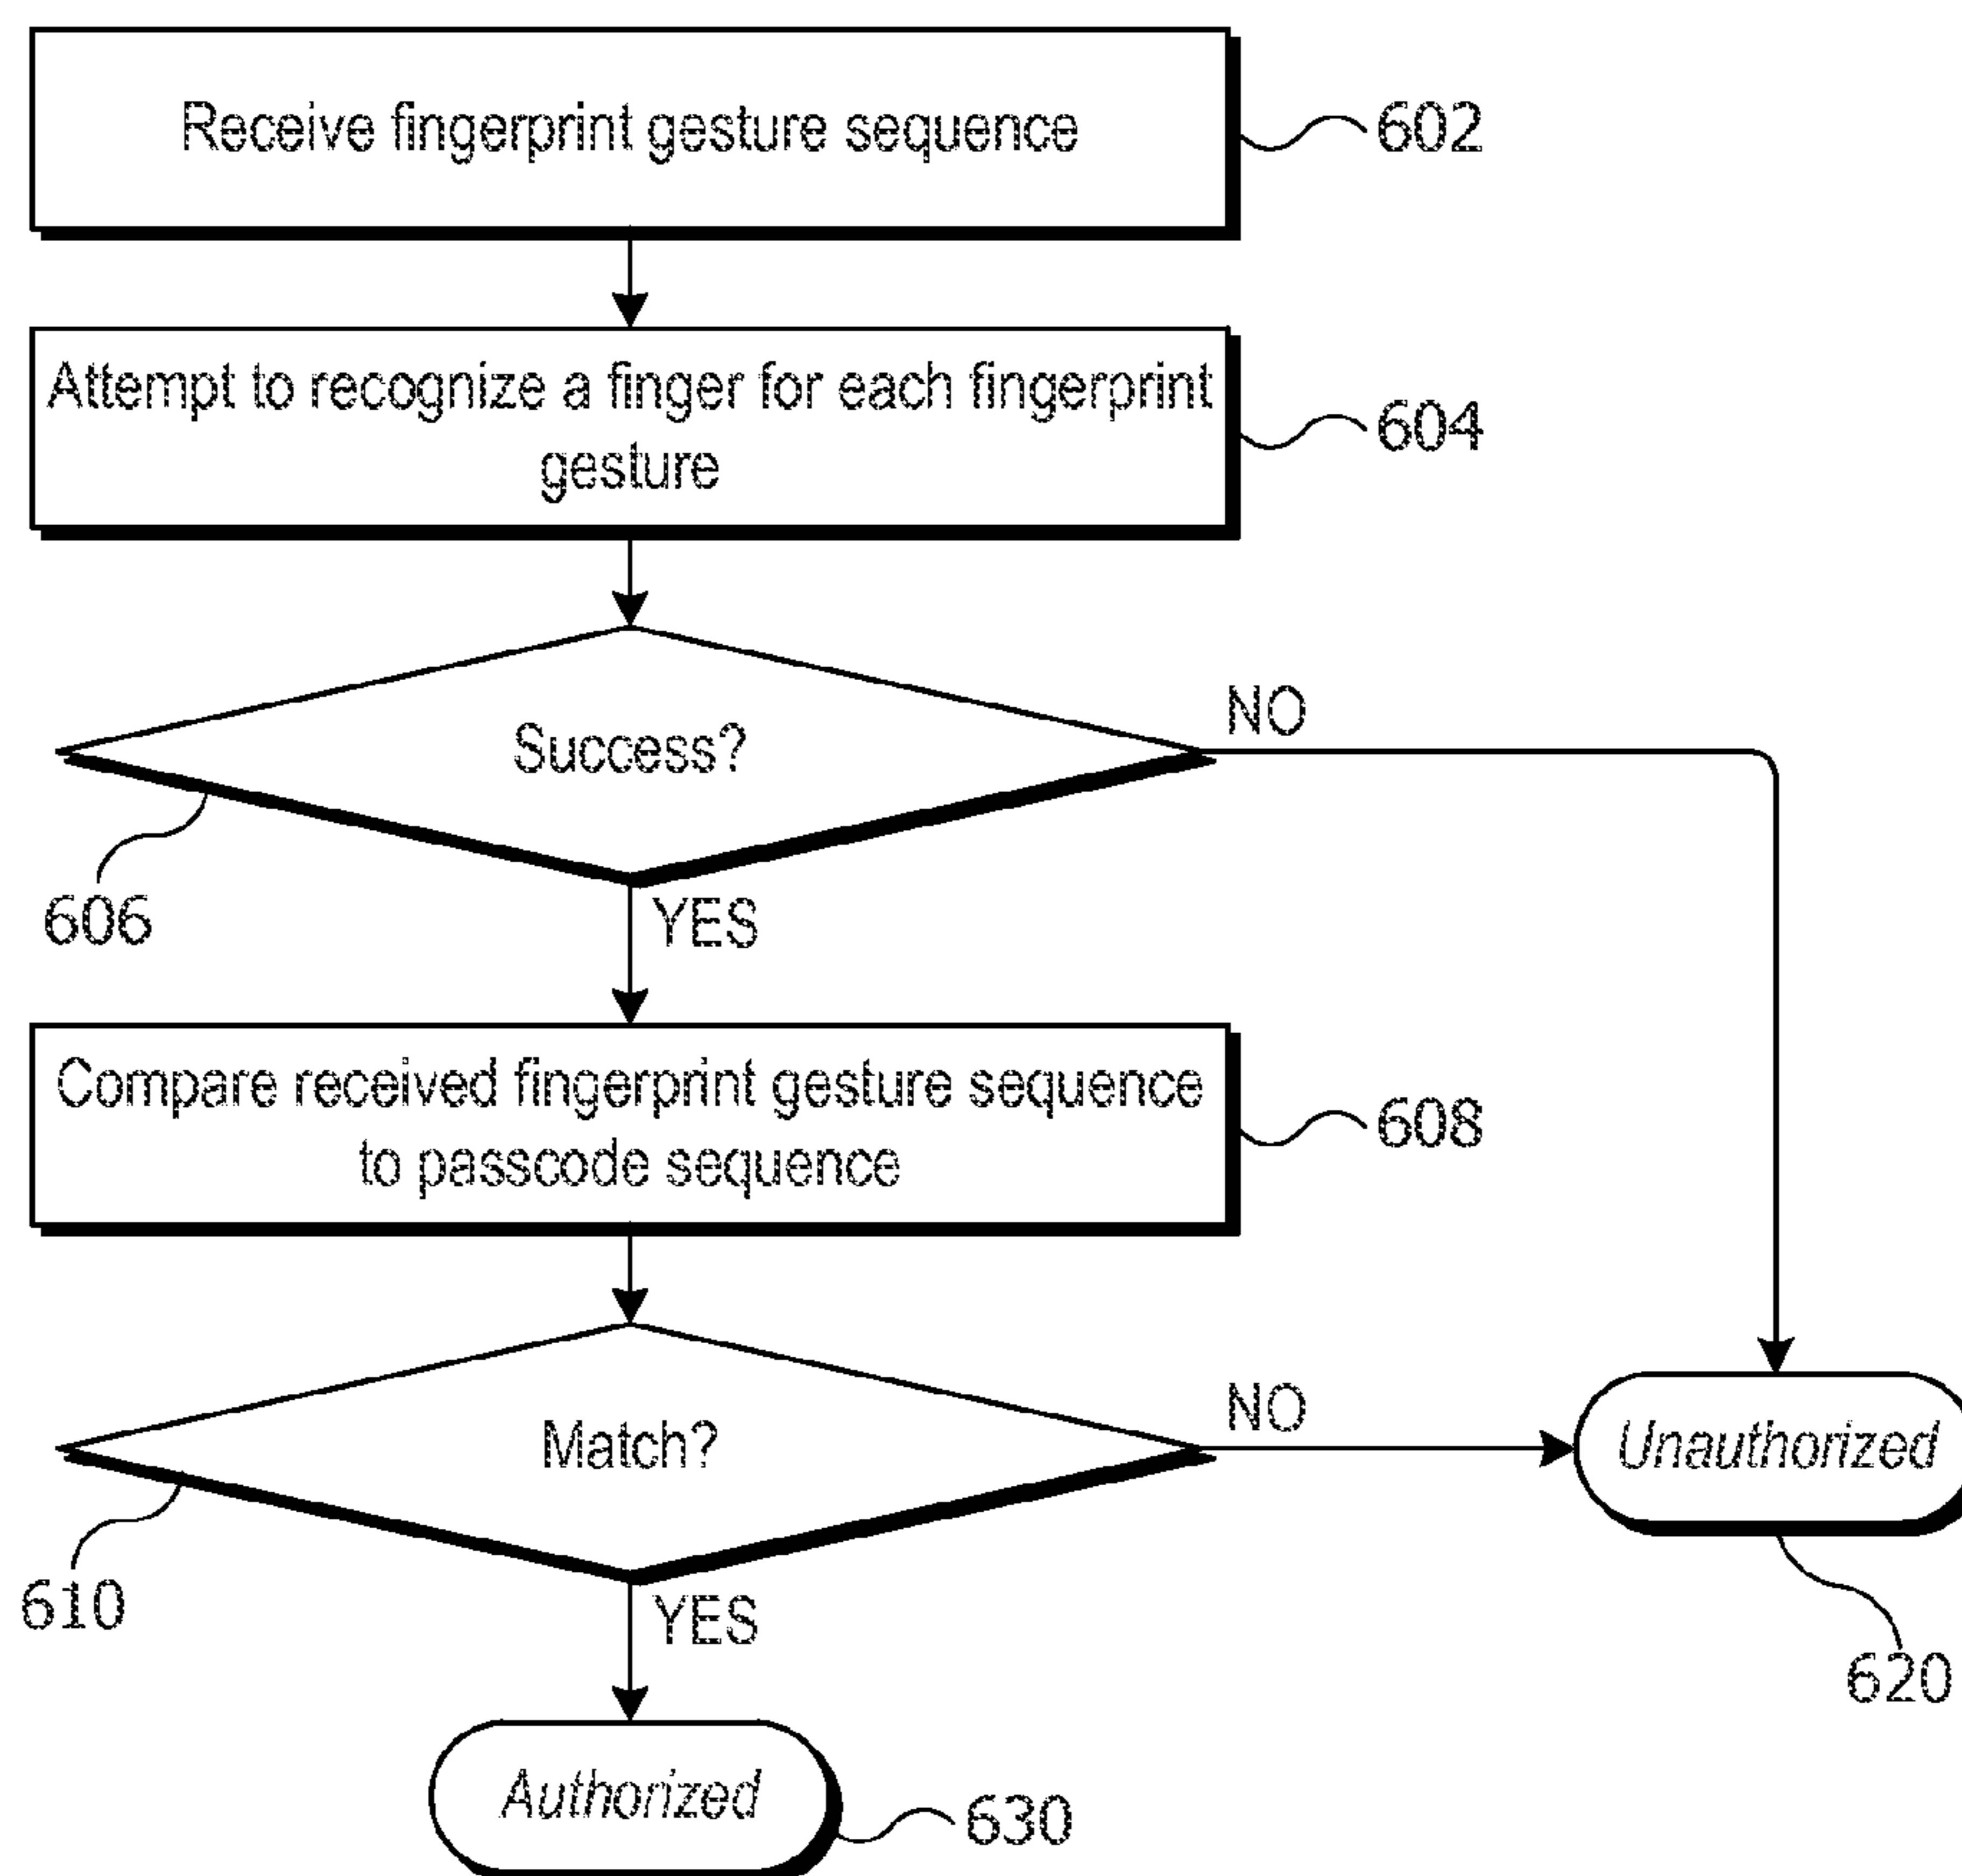 Receive fingerprint gesture sequence
602
Attempt to recognize a finger for each fingerprint
gesture
604
Success?
NO
606
YES
Compare received fingerprint gesture sequence
to passcode sequence
608
Match?
NO
Unauthorized
610
YES
620
Authorized
630